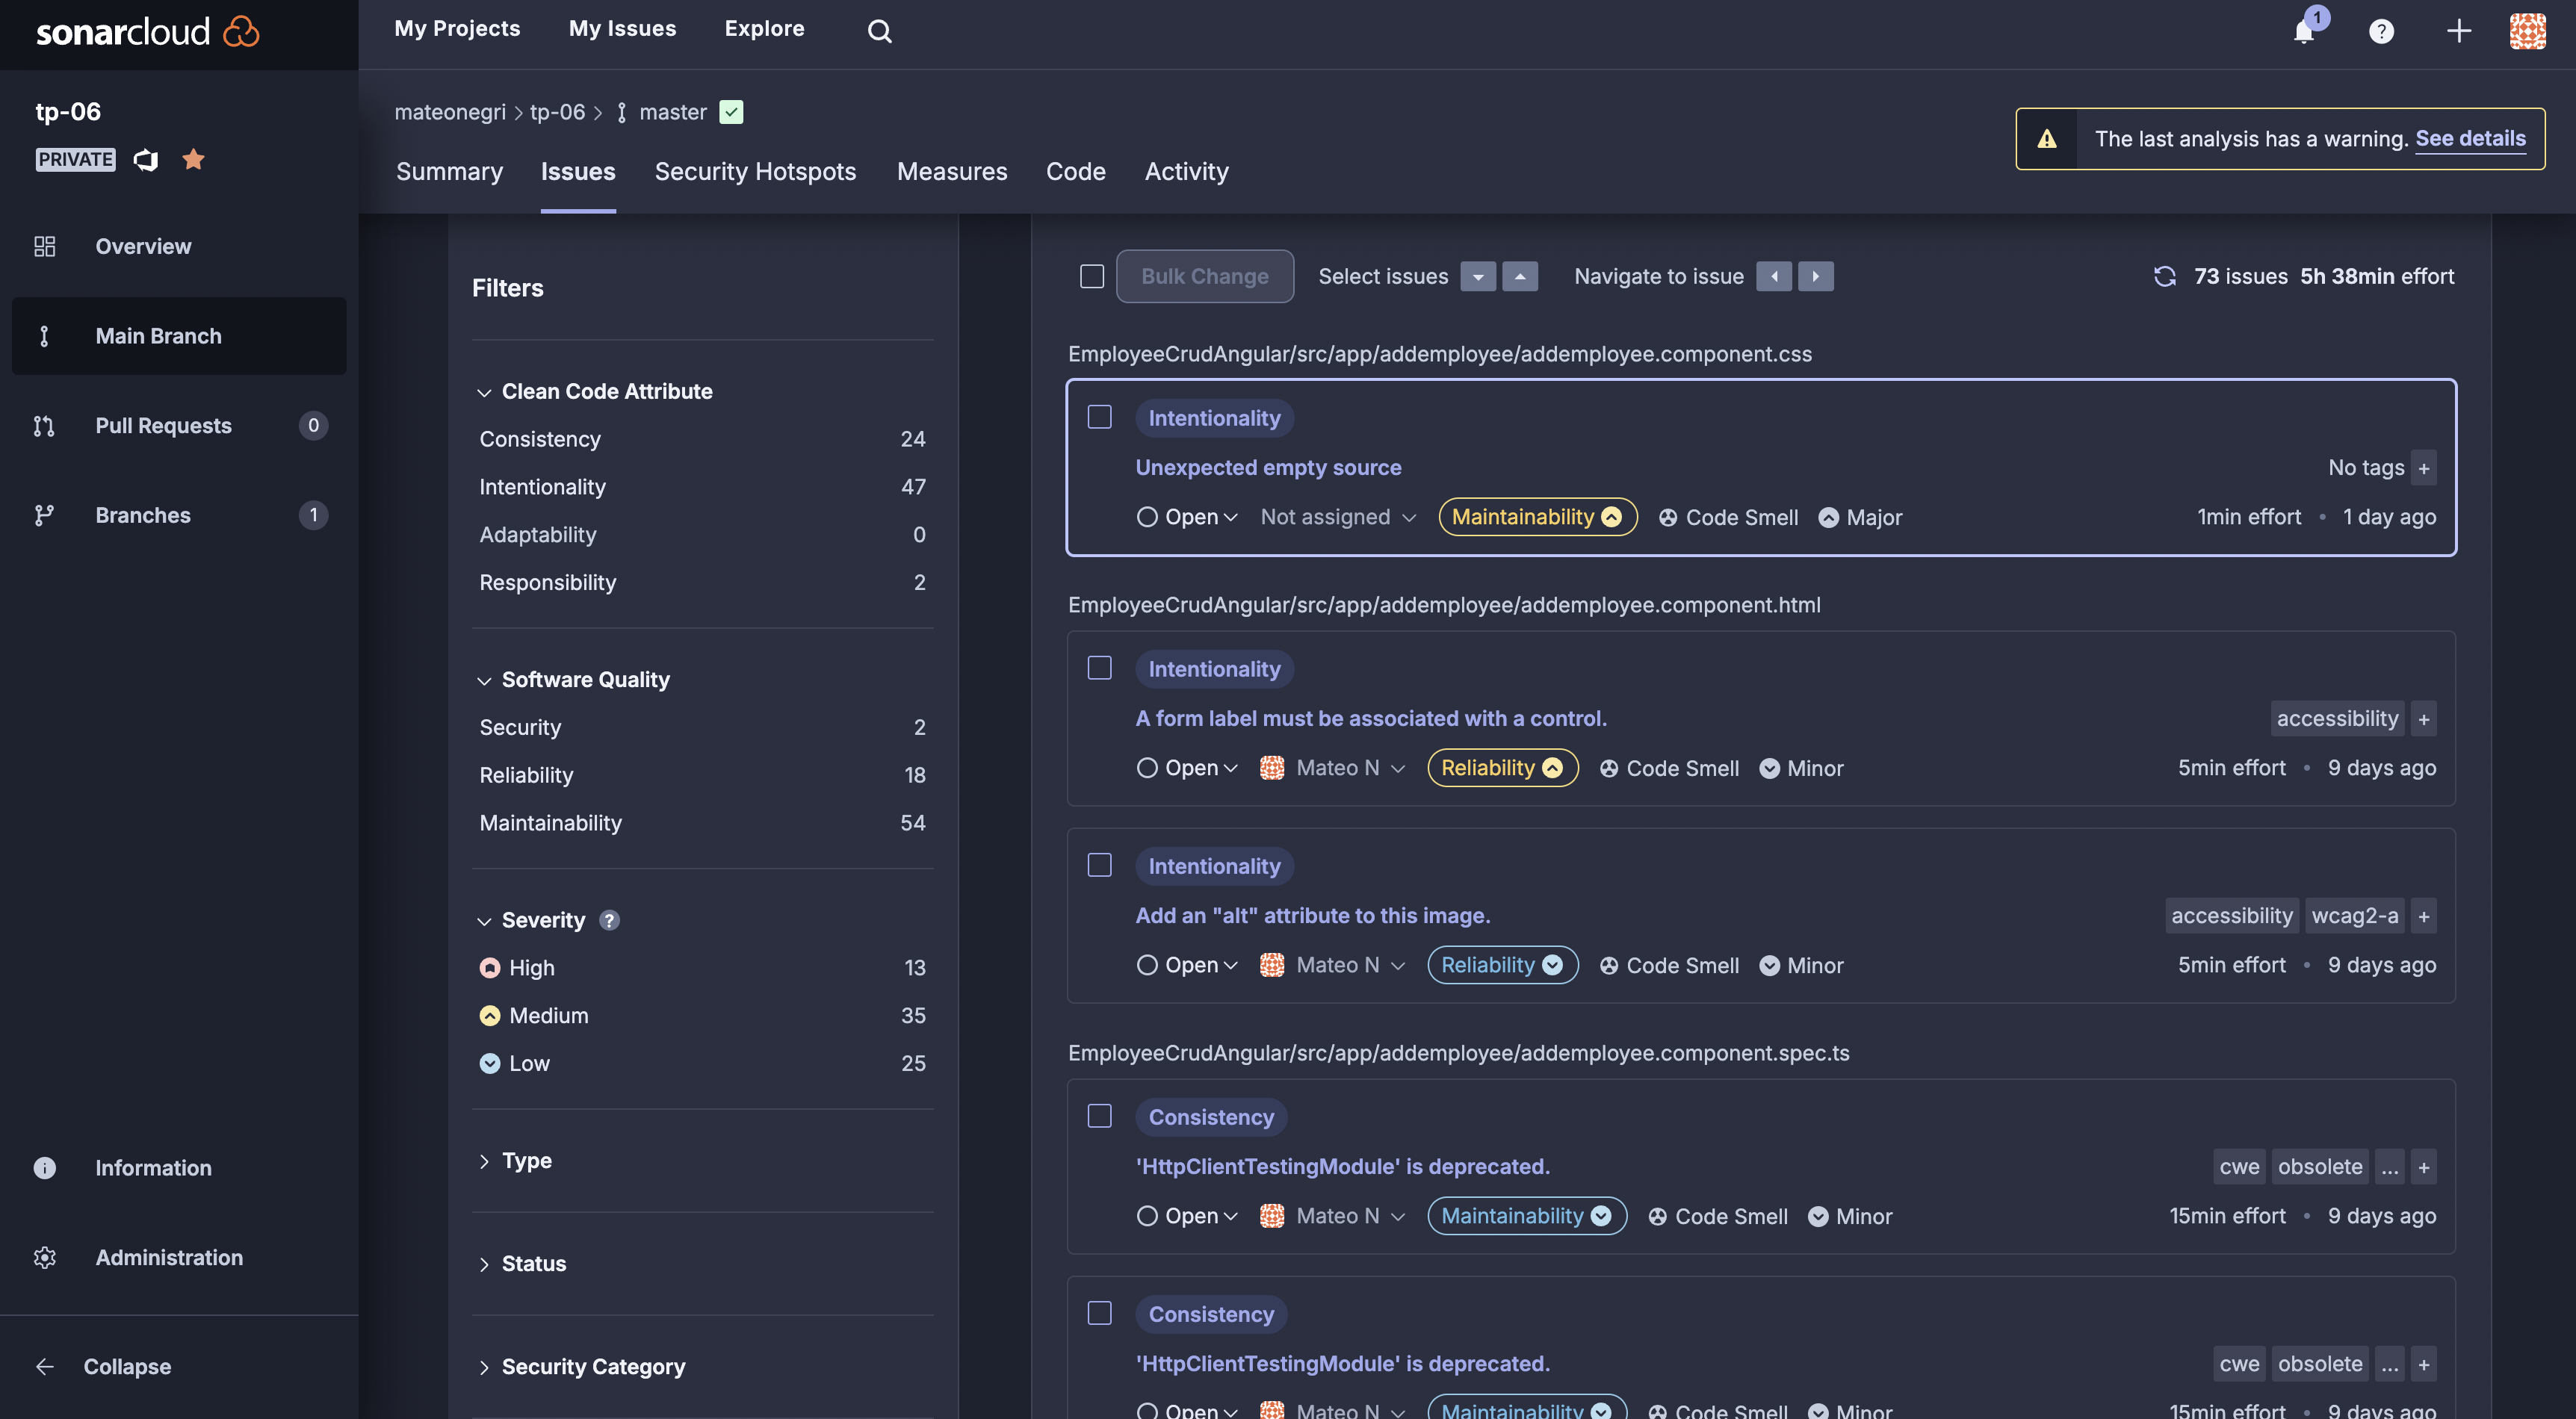 sonarcloud
My Projects
My Issues
Explore
1
tp-06
PRIVATE
Overview
Main Branch
Pull Requests 0
Branches 1
Information
Administration
Collapse
mateonegri > tp-06 > master
The last analysis has a warning. See details
Summary
Issues
Security Hotspots
Measures
Code
Activity
Filters
Clean Code Attribute
Consistency 24
Intentionality 47
Adaptability 0
Responsibility 2
Software Quality
Security 2
Reliability 18
Maintainability 54
Severity ?
High 13
Medium 35
Low 25
Type
Status
Security Category
Bulk Change Select issues Navigate to issue 73 issues 5h 38min effort
EmployeeCrudAngular/src/app/addemployee/addemployee.component.css
Intentionality
Unexpected empty source No tags +
Open Not assigned Maintainability Code Smell Major 1min effort • 1 day ago
EmployeeCrudAngular/src/app/addemployee/addemployee.component.html
Intentionality
A form label must be associated with a control. accessibility +
Open Mateo N Reliability Code Smell Minor 5min effort • 9 days ago
Intentionality
Add an "alt" attribute to this image. accessibility wcag2-a +
Open Mateo N Reliability Code Smell Minor 5min effort • 9 days ago
EmployeeCrudAngular/src/app/addemployee/addemployee.component.spec.ts
Consistency
'HttpClientTestingModule' is deprecated. cwe obsolete ... +
Open Mateo N Maintainability Code Smell Minor 15min effort • 9 days ago
Consistency
'HttpClientTestingModule' is deprecated. cwe obsolete ... +
Open Mateo N Maintainability Code Smell Minor 15min effort • 9 days ago